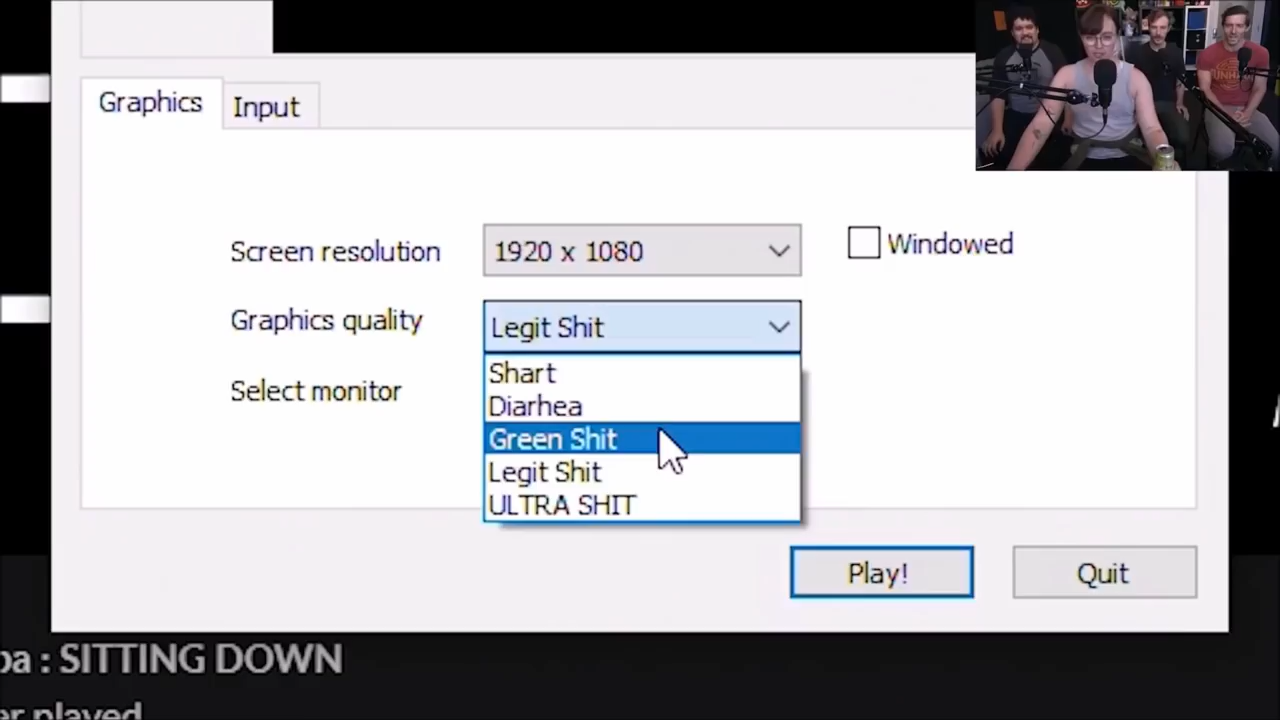 Graphics
Input
Screen resolution
1920 x 1080
Windowed
Graphics quality
Legit Shit
Shart
Diarhea
Select monitor
Green Shit
Legit Shit
ULTRA SHIT
Play!
Quit
: SITTING DOWN
played